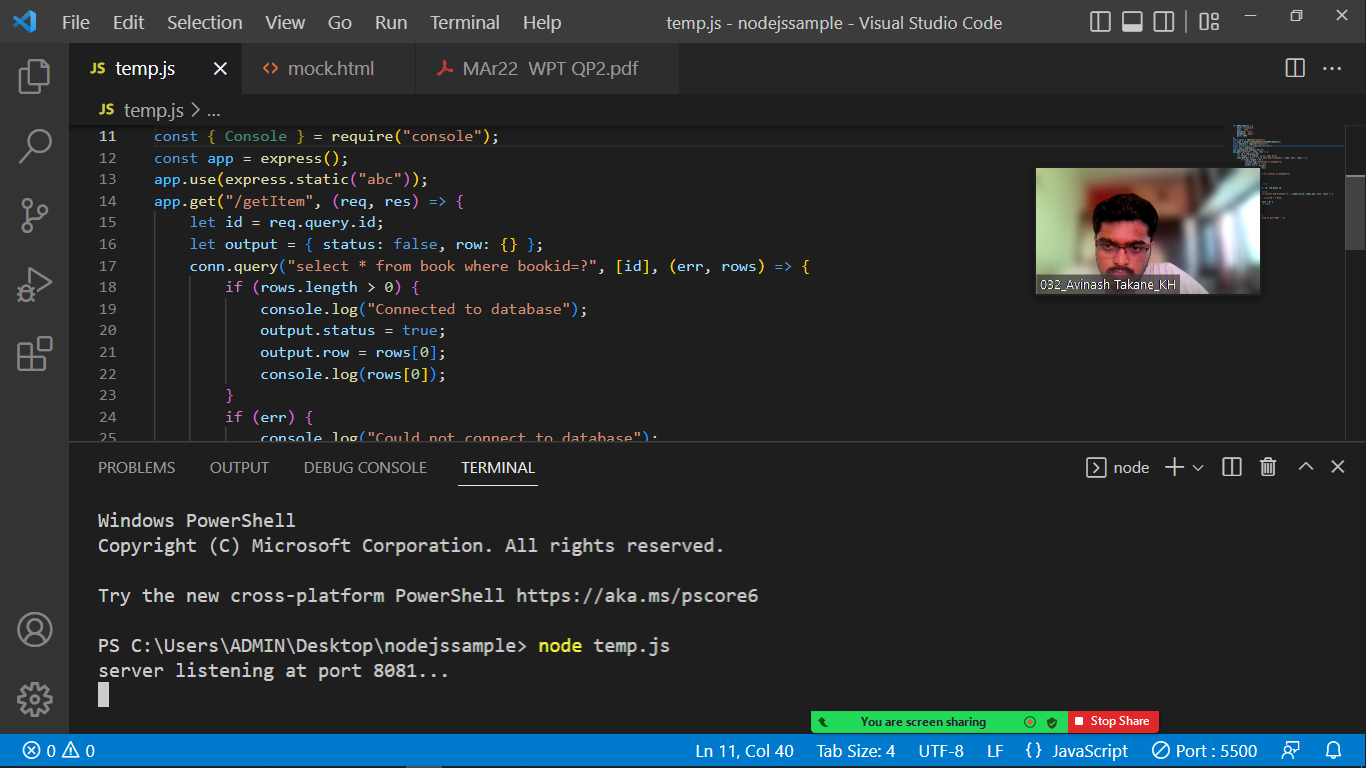 File Edit Selection View Go Run Terminal Help temp.js - nodejssample - Visual Studio Code
JS temp.js <> mock.html MAr22 WPT QP2.pdf
JS temp.js > ...
11 const { Console } = require("console");
12 const app = express();
13 app.use(express.static("abc"));
14 app.get("/getItem", (req, res) => {
15 let id = req.query.id;
16 let output = { status: false, row: {} };
17 conn.query("select * from book where bookid=?", [id], (err, rows) => {
18 if (rows.length > 0) {
19 console.log("Connected to database");
20 output.status = true;
21 output.row = rows[0];
22 console.log(rows[0]);
23 }
24 if (err) {
25 console.log("Could not connect to database");
032_Avinash Takane_KH
PROBLEMS OUTPUT DEBUG CONSOLE TERMINAL node
Windows PowerShell
Copyright (C) Microsoft Corporation. All rights reserved.
Try the new cross-platform PowerShell https://aka.ms/pscore6
PS C:\Users\ADMIN\Desktop\nodejssample> node temp.js
server listening at port 8081...
You are screen sharing Stop Share
0 0 Ln 11, Col 40 Tab Size: 4 UTF-8 LF {} JavaScript Port : 5500